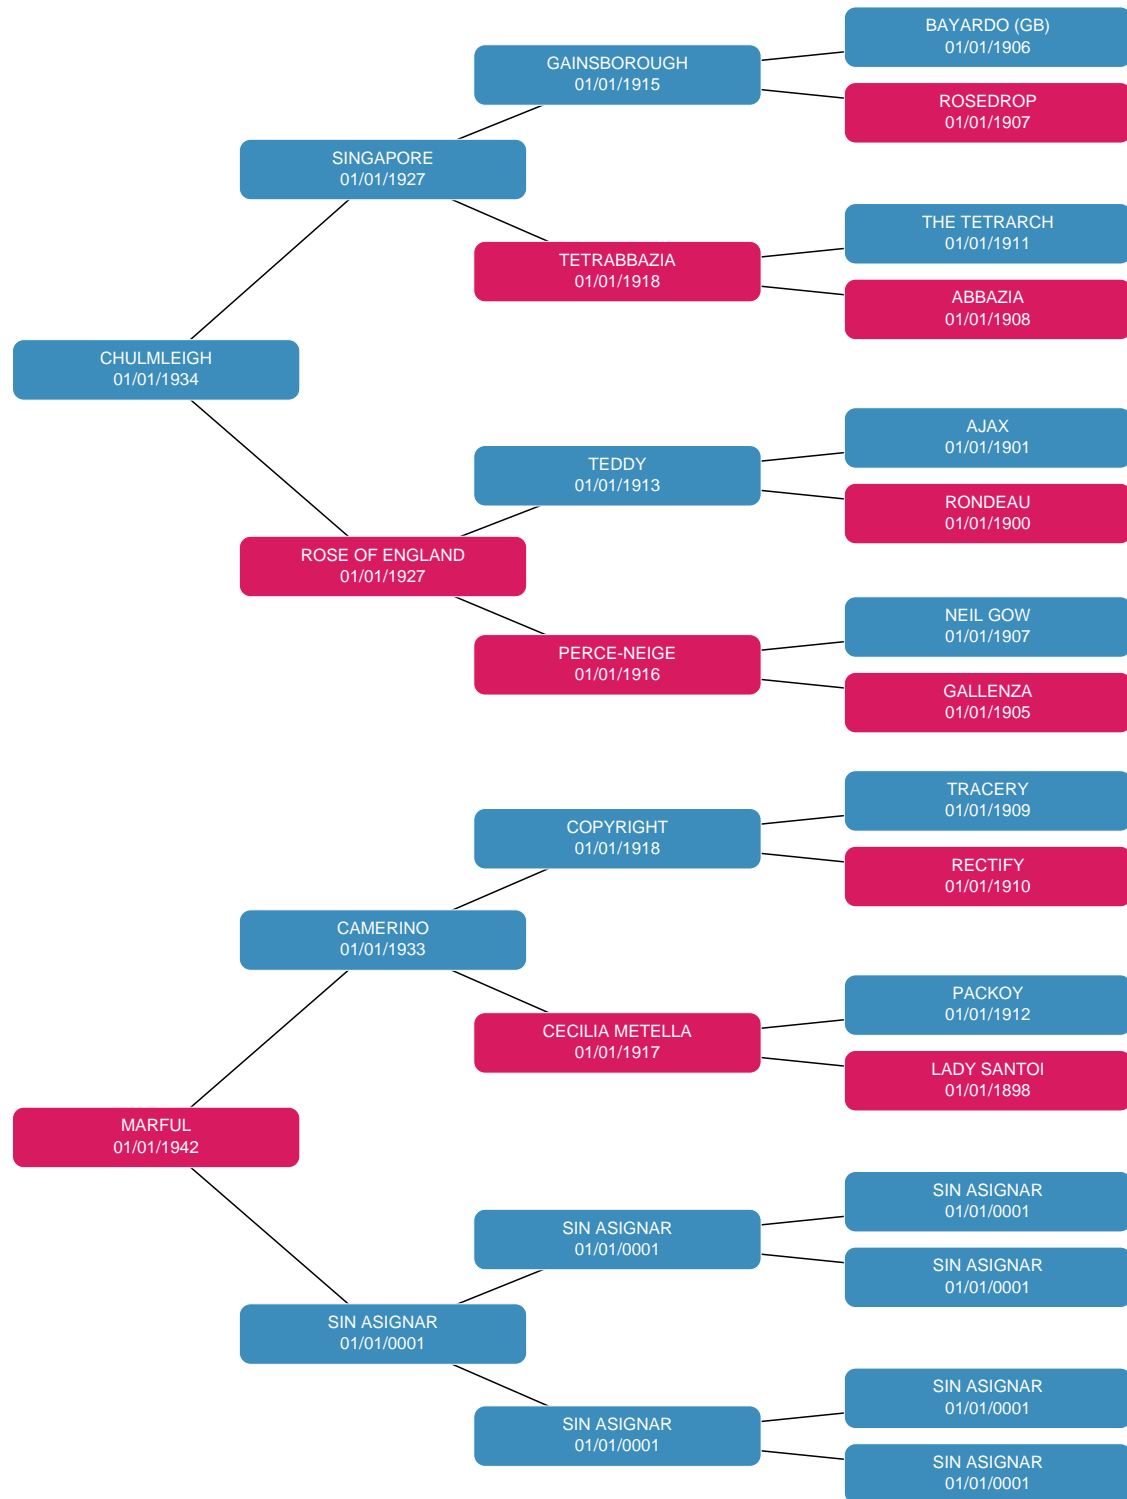 BAYARDO (GB)
01/01/1906
GAINSBOROUGH
01/01/1915
ROSEDROP
01/01/1907
SINGAPORE
01/01/1927
THE TETRARCH
01/01/1911
TETRABBAZIA
01/01/1918
ABBAZIA
01/01/1908
CHULMLEIGH
01/01/1934
AJAX
01/01/1901
TEDDY
01/01/1913
RONDEAU
01/01/1900
ROSE OF ENGLAND
01/01/1927
NEIL GOW
01/01/1907
PERCE-NEIGE
01/01/1916
GALLENZA
01/01/1905
TRACERY
01/01/1909
COPYRIGHT
01/01/1918
RECTIFY
01/01/1910
CAMERINO
01/01/1933
PACKOY
01/01/1912
CECILIA METELLA
01/01/1917
LADY SANTOI
01/01/1898
MARFUL
01/01/1942
SIN ASIGNAR
01/01/0001
SIN ASIGNAR
01/01/0001
SIN ASIGNAR
01/01/0001
SIN ASIGNAR
01/01/0001
SIN ASIGNAR
01/01/0001
SIN ASIGNAR
01/01/0001
SIN ASIGNAR
01/01/0001